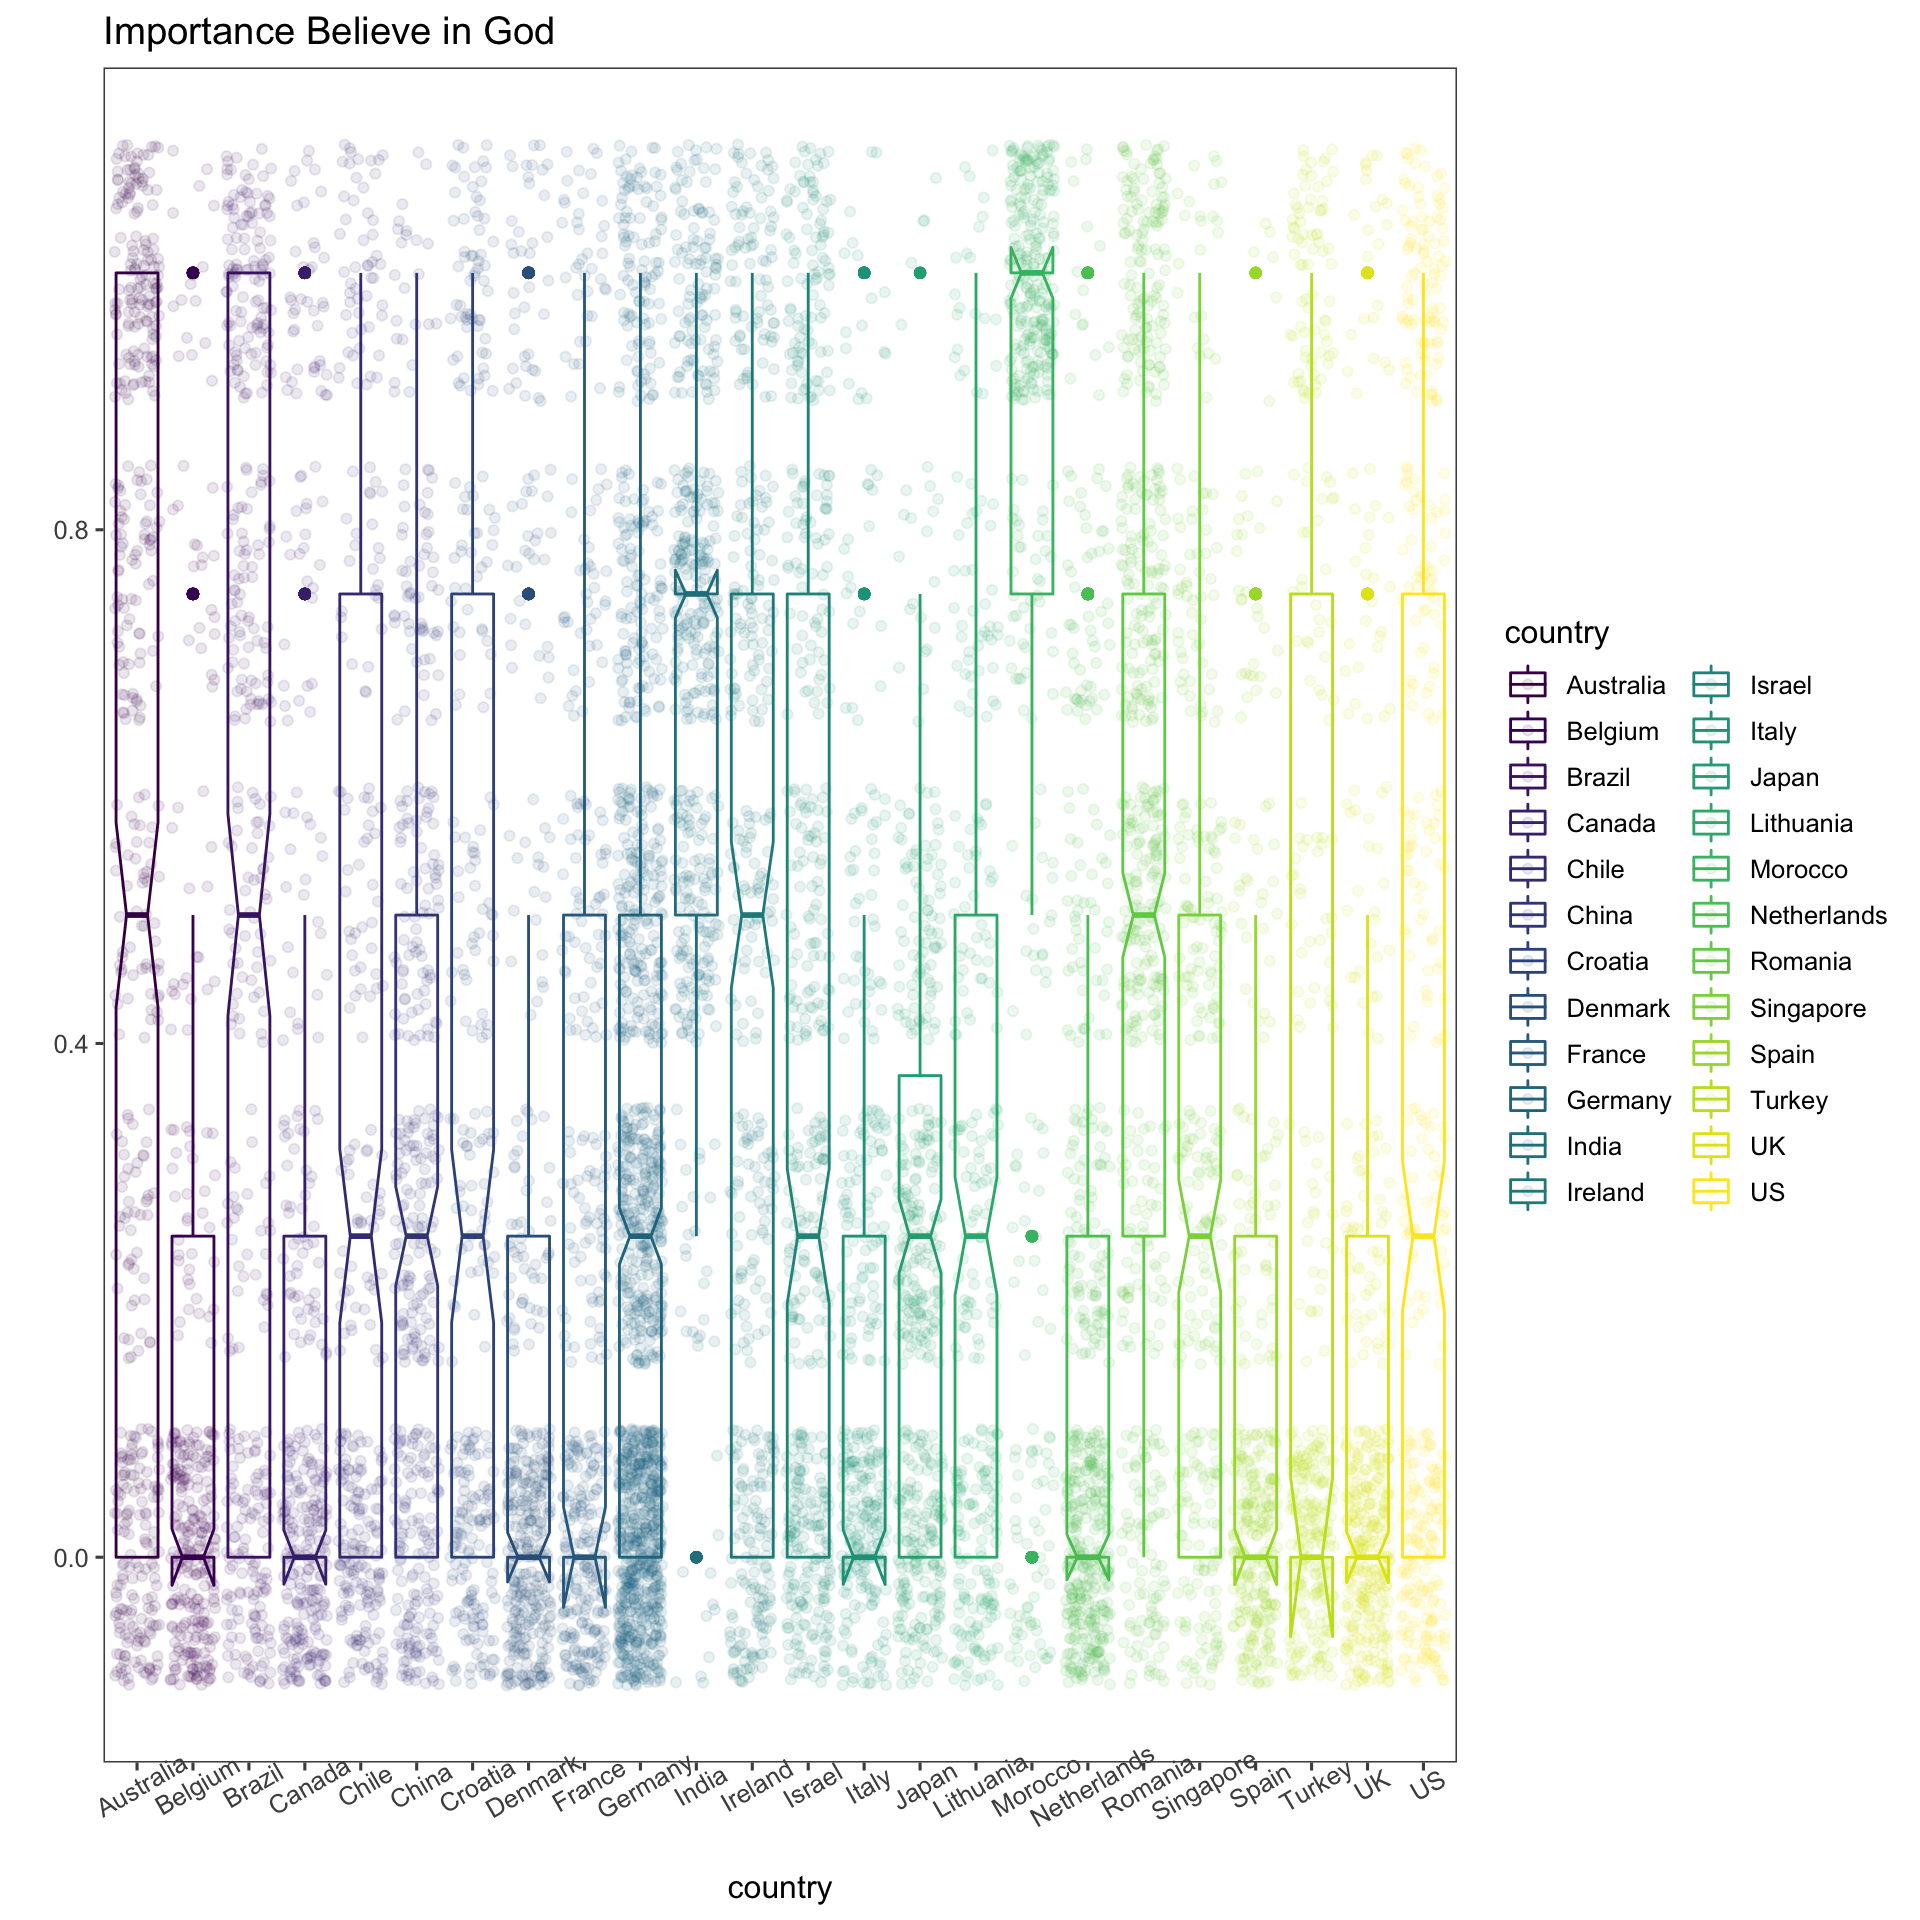 Importance Believe in God
0.8
0.4
0.0
Australia
Belgium
Brazil
Canada
Chile
China
Croatia
Denmark
France
Germany
India
Ireland
Israel
Italy
Japan
Lithuania
Morocco
Netherlands
Romania
Singapore
Spain
Turkey
UK
US
country
country
Australia
Belgium
Brazil
Canada
Chile
China
Croatia
Denmark
France
Germany
India
Ireland
Israel
Italy
Japan
Lithuania
Morocco
Netherlands
Romania
Singapore
Spain
Turkey
UK
US